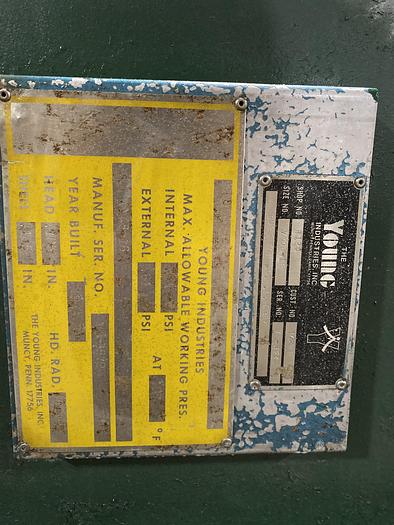 THE
YOUNG
INDUSTRIES, INC.
SHOP NO.
CUST NO.
SIZE NO.
SER. NO.
YOUNG INDUSTRIES
MAX. ALLOWABLE WORKING PRES.
INTERNAL PSI AT °F
EXTERNAL PSI
MANUF. SER. NO.
YEAR BUILT
HEAD IN. HD. RAD.
SHELL IN.
THE YOUNG INDUSTRIES, INC.
MUNCY, PENN. 17756